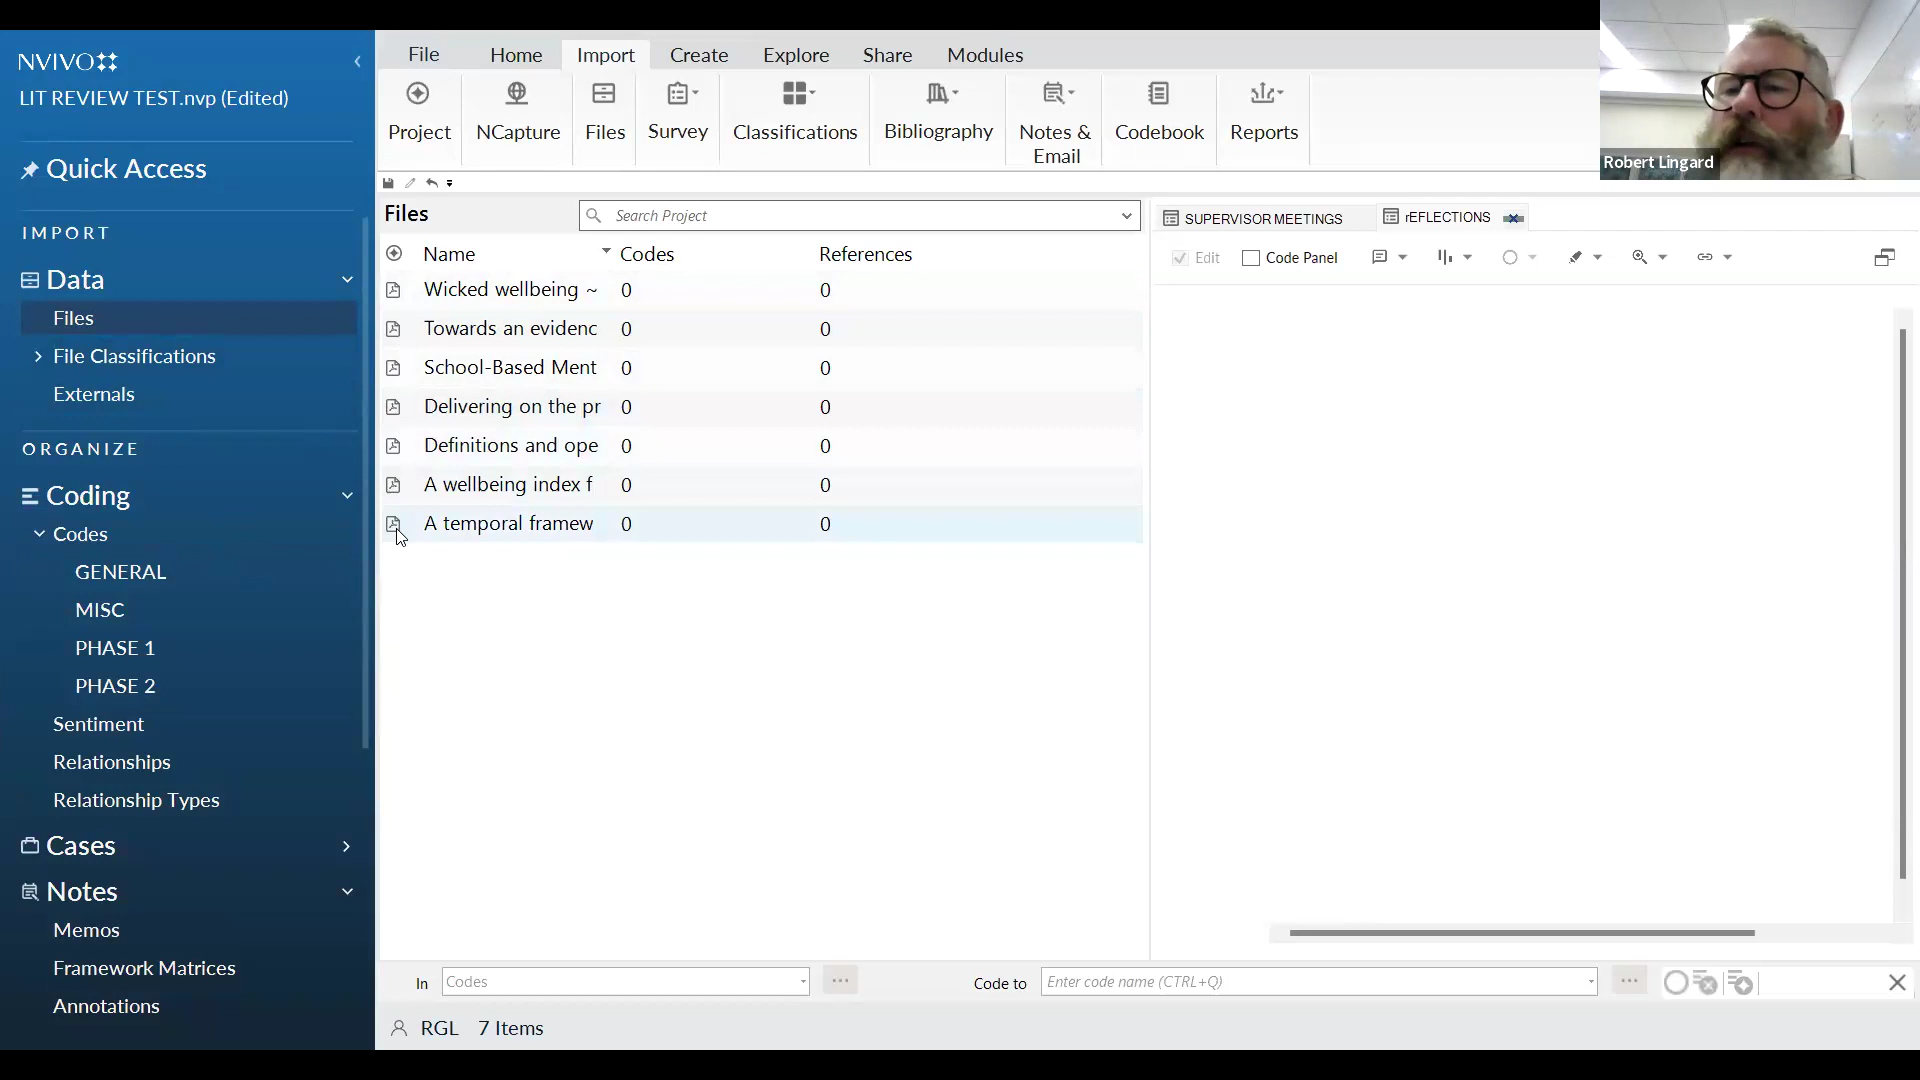 NVIVO
LIT REVIEW TEST.nvp (Edited)
Quick Access
IMPORT
Data
Files
File Classifications
Externals
ORGANIZE
Coding
Codes
GENERAL
MISC
PHASE 1
PHASE 2
Sentiment
Relationships
Relationship Types
Cases
Notes
Memos
Framework Matrices
Annotations
File Home Import Create Explore Share Modules
Project NCapture Files Survey Classifications Bibliography Notes & Email Codebook Reports
Files Search Project
Name Codes References
Wicked wellbeing ~ 0 0
Towards an evidenc 0 0
School-Based Ment 0 0
Delivering on the pr 0 0
Definitions and ope 0 0
A wellbeing index f 0 0
A temporal framew 0 0
SUPERVISOR MEETINGS rEFLECTIONS
Edit Code Panel
In Codes ... Code to Enter code name (CTRL+Q) ...
RGL 7 Items
Robert Lingard